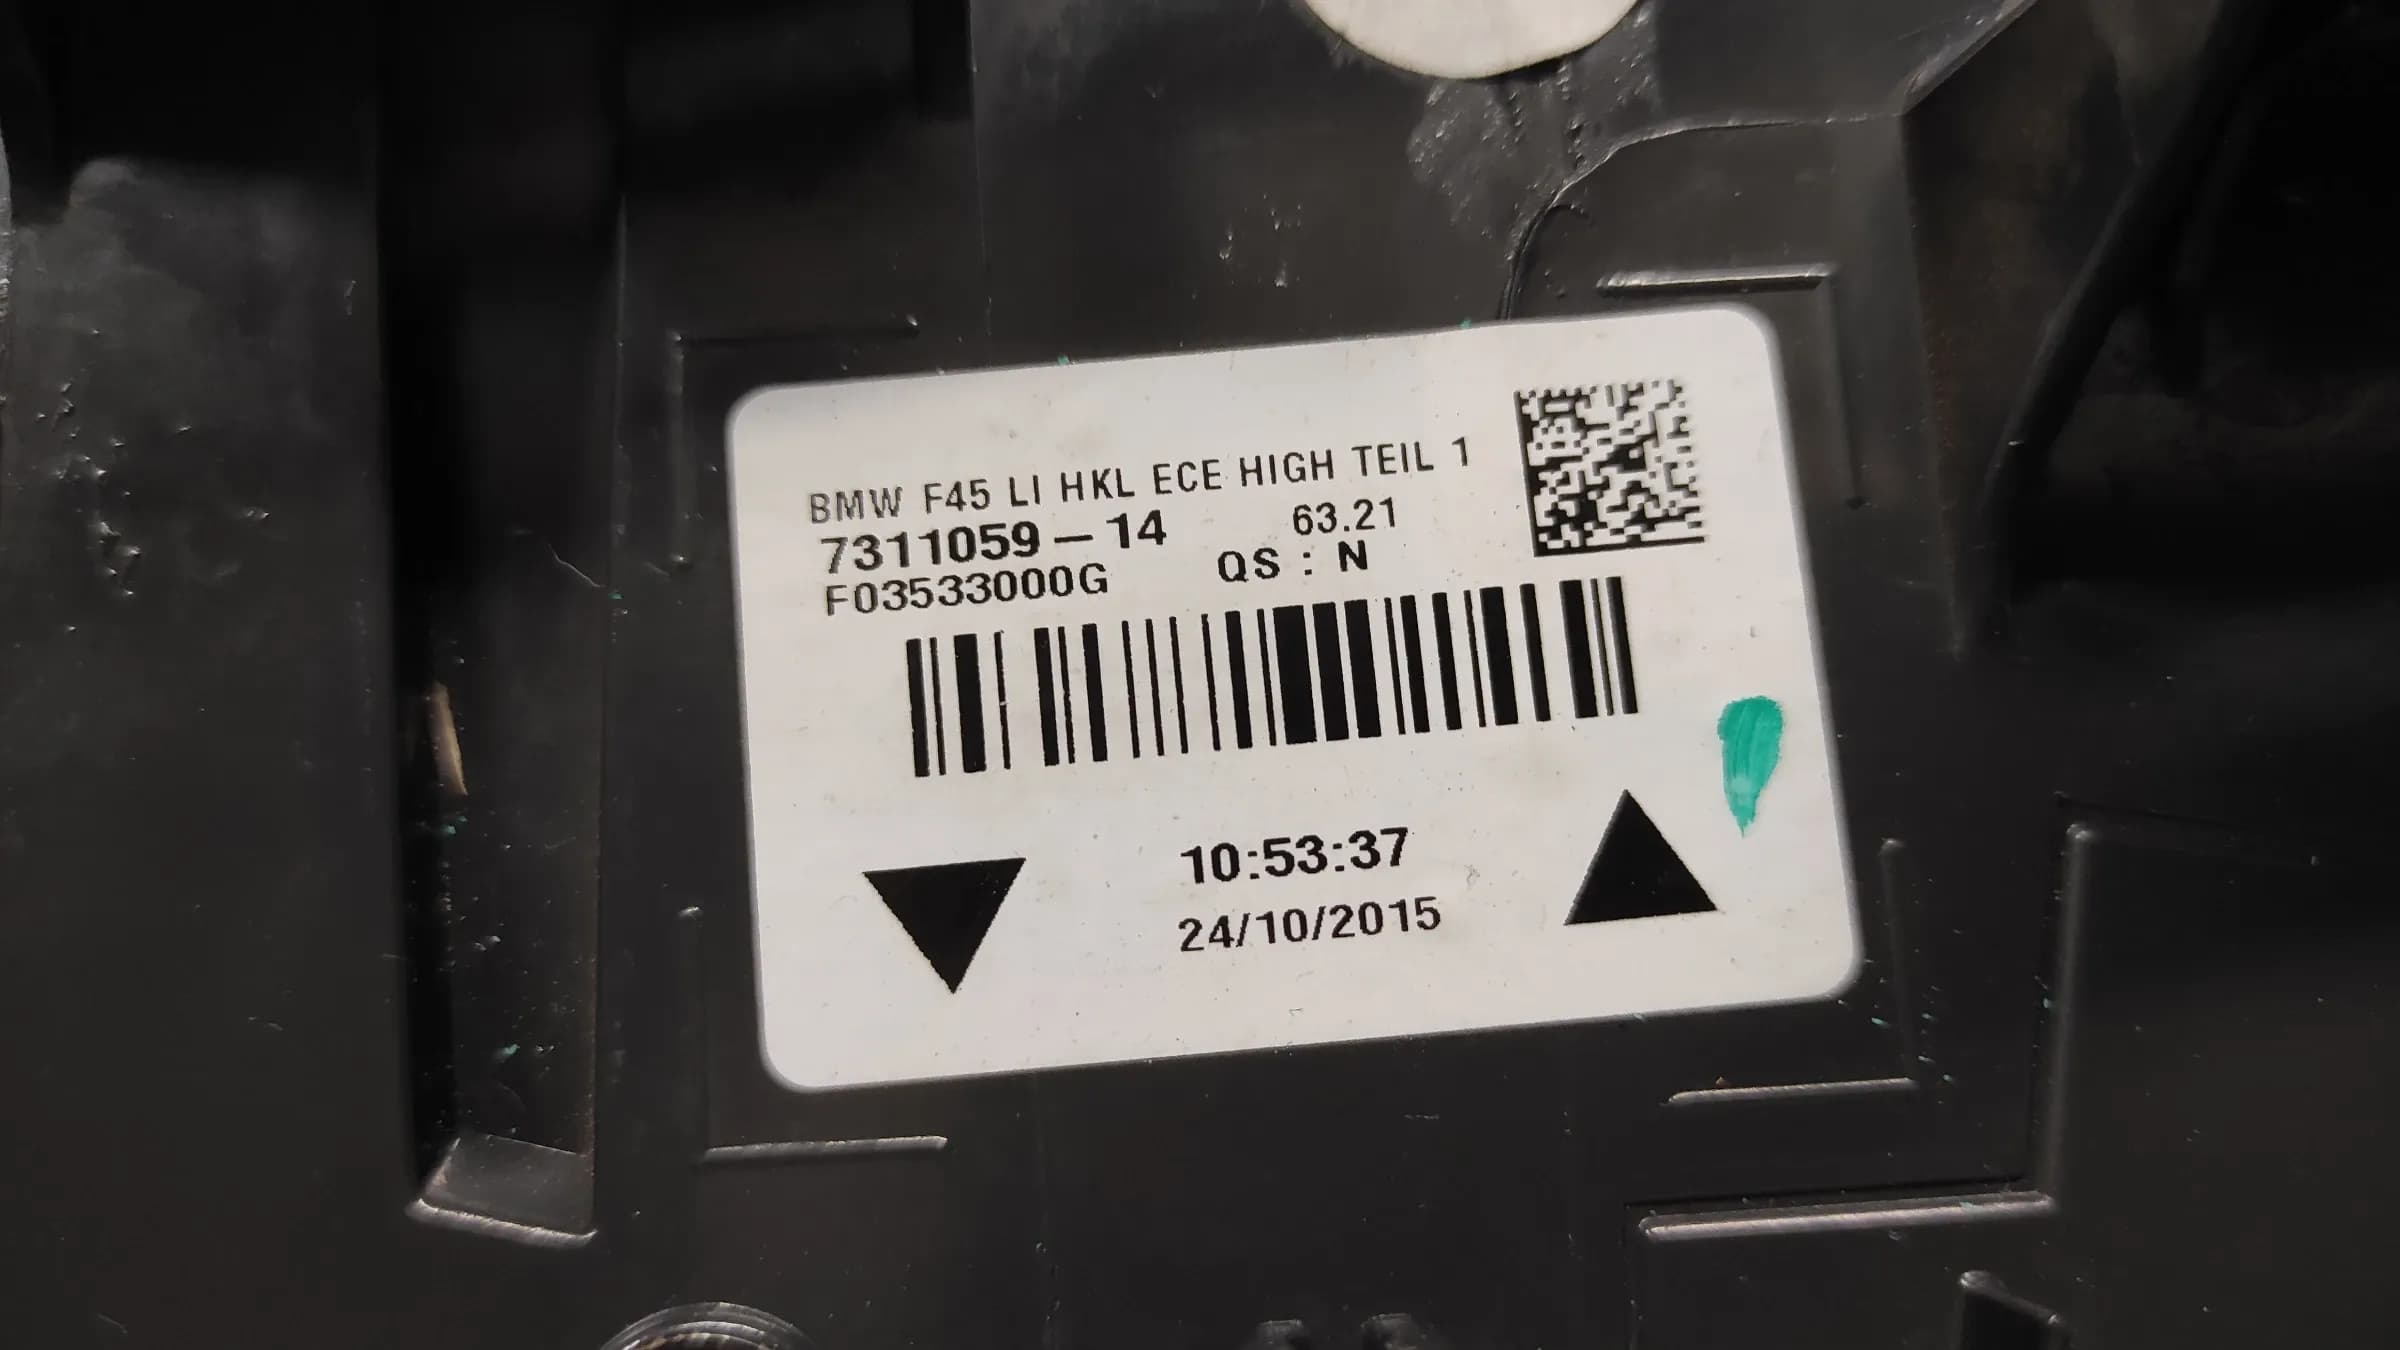 BMW F45 LI HKL ECE HIGH TEIL 1
7311059-14 63.21
F03533000G QS : N
10:53:37
24/10/2015